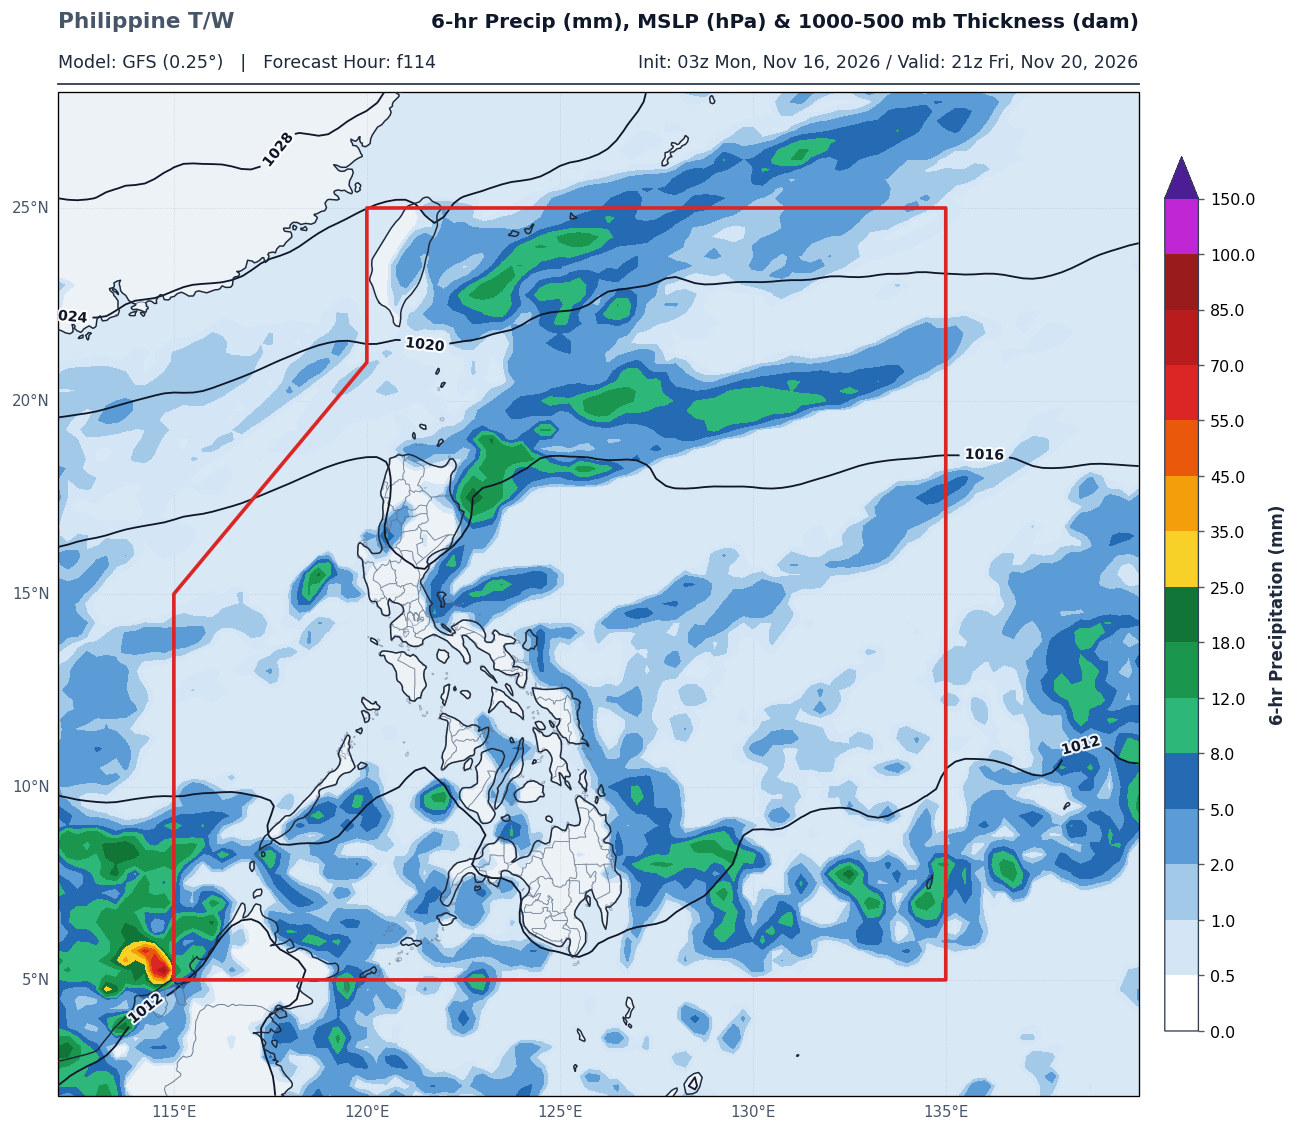 Philippine T/W
6-hr Precip (mm), MSLP (hPa) & 1000-500 mb Thickness (dam)
Model: GFS (0.25°) | Forecast Hour: f114
Init: 03z Mon, Nov 16, 2026 / Valid: 21z Fri, Nov 20, 2026
1028
150.0
25°N
100.0
024
85.0
1020
70.0
20°N
55.0
1016
45.0
35.0
15°N
25.0
18.0
12.0
1012
8.0
10°N
5.0
2.0
1.0
5°N
0.5
1012
0.0
6-hr Precipitation (mm)
115°E
120°E
125°E
130°E
135°E